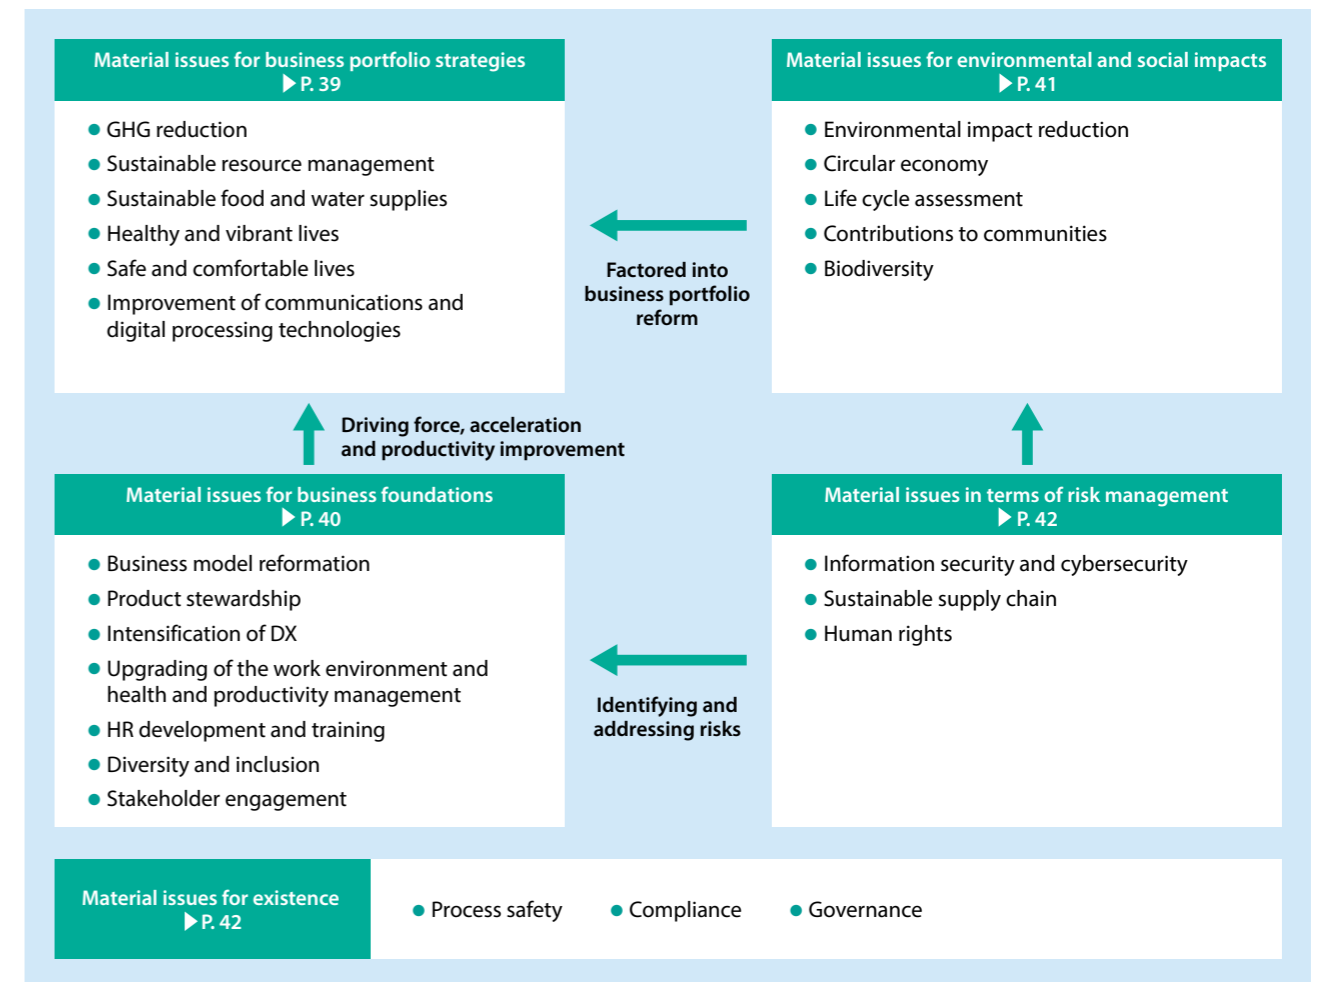 Material issues for business portfolio strategies
▶P. 39
● GHG reduction
● Sustainable resource management
● Sustainable food and water supplies
● Healthy and vibrant lives
● Safe and comfortable lives
● Improvement of communications and
digital processing technologies
Factored into
business portfolio
reform
Material issues for environmental and social impacts
▶P. 41
● Environmental impact reduction
● Circular economy
● Life cycle assessment
● Contributions to communities
● Biodiversity
Driving force, acceleration
and productivity improvement
Material issues for business foundations
▶P. 40
● Business model reformation
● Product stewardship
● Intensification of DX
● Upgrading of the work environment and
health and productivity management
● HR development and training
● Diversity and inclusion
● Stakeholder engagement
Identifying and
addressing risks
Material issues in terms of risk management
▶P. 42
● Information security and cybersecurity
● Sustainable supply chain
● Human rights
Material issues for existence
▶P. 42
● Process safety ● Compliance ● Governance